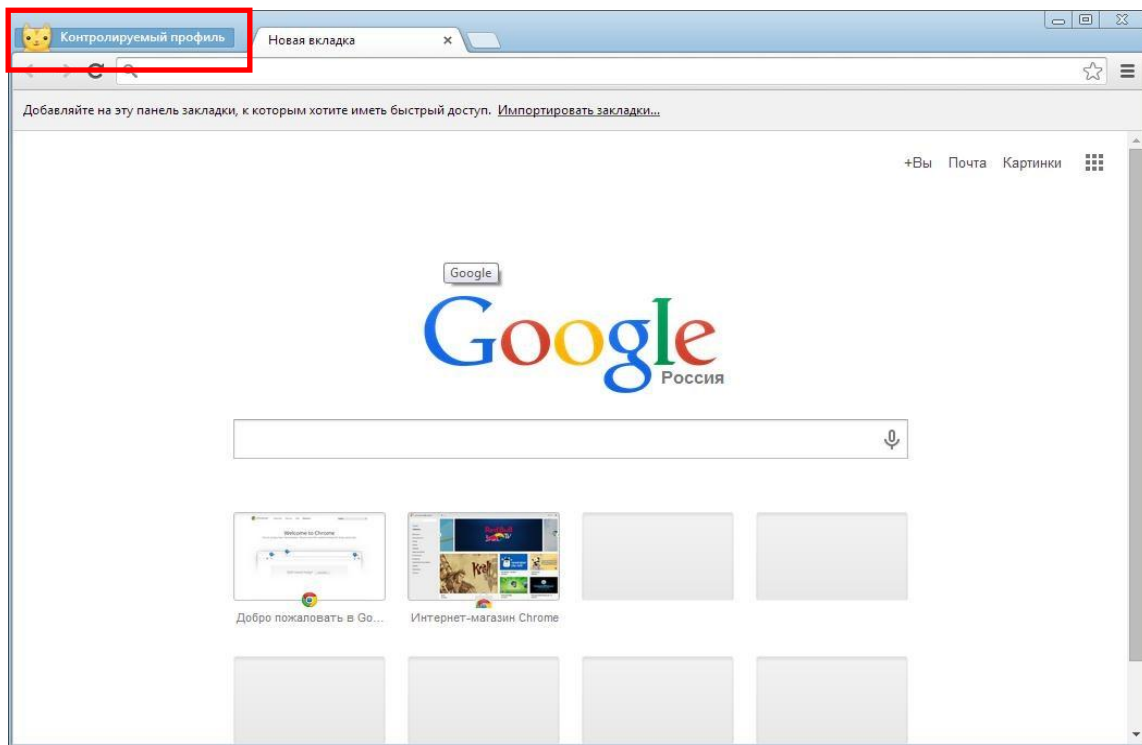 Контролируемый профиль
Новая вкладка
Добавляйте на эту панель закладки, к которым хотите иметь быстрый доступ. Импортировать закладки...
+Вы Почта Картинки
Google
Google
Россия
Welcome to Chrome
Добро пожаловать в Go...
Интернет-магазин Chrome